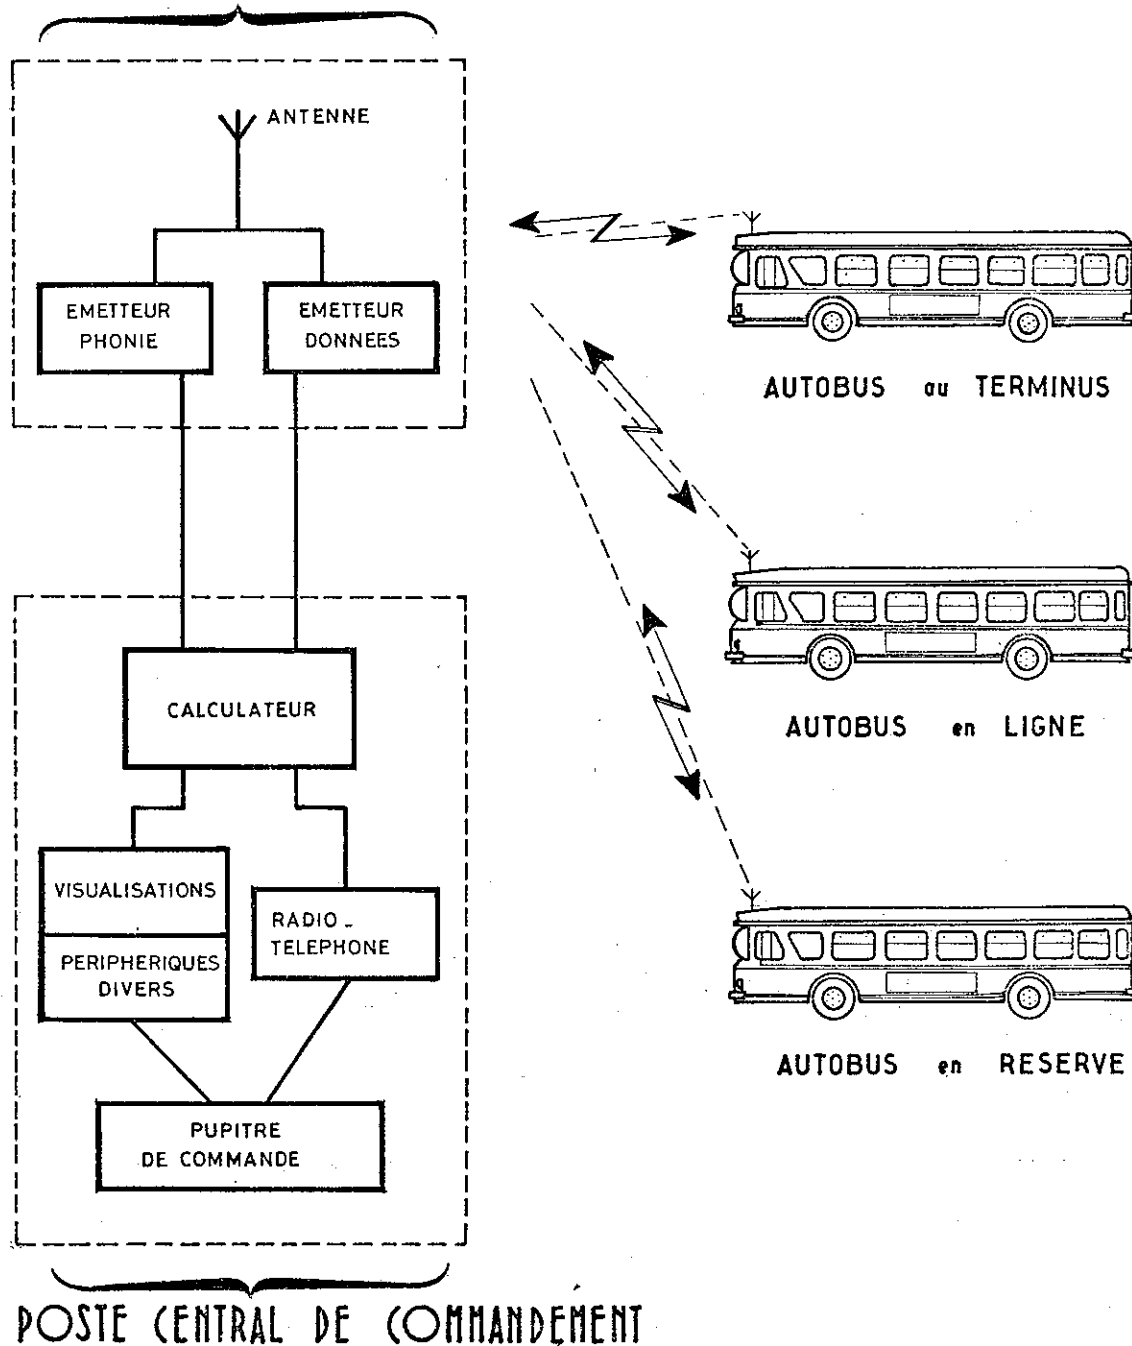 ANTENNE
EMETTEUR
PHONIE
EMETTEUR
DONNEES
AUTOBUS au TERMINUS
CALCULATEUR
AUTOBUS en LIGNE
VISUALISATIONS
PERIPHERIQUES
DIVERS
RADIO -
TELEPHONE
AUTOBUS en RESERVE
PUPITRE
DE COMMANDE
POSTE CENTRAL DE COMMANDEMENT